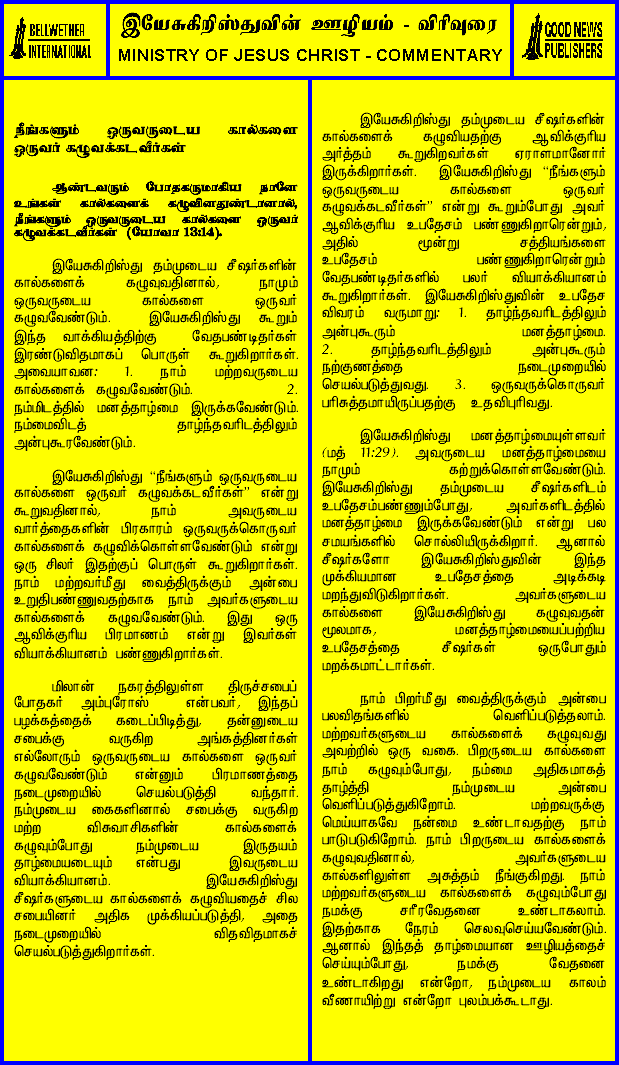 BELLWETHER
INTERNATIONAL
இயேசுகிறிஸ்துவின் ஊழியம் - விரிவுரை
MINISTRY OF JESUS CHRIST - COMMENTARY
GOOD NEWS
PUBLISHERS
நீங்களும் ஒருவருடைய கால்களை
ஒருவர் கழுவக்கடவீர்கள்
ஆண்டவரும் போதகருமாகிய நானே
உங்கள் கால்களைக் கழுவினதுண்டானால்,
நீங்களும் ஒருவருடைய கால்களை ஒருவர்
கழுவக்கடவீர்கள் (யோவா 13:14).
இயேசுகிறிஸ்து தம்முடைய சீஷர்களின்
கால்களைக் கழுவுவதினால், நாமும்
ஒருவருடைய கால்களை ஒருவர்
கழுவவேண்டும். இயேசுகிறிஸ்து கூறும்
இந்த வாக்கியத்திற்கு வேதபண்டிதர்கள்
இரண்டுவிதமாகப் பொருள் கூறுகிறார்கள்.
அவையாவன: 1. நாம் மற்றவருடைய
கால்களைக் கழுவவேண்டும். 2.
நம்மிடத்தில் மனத்தாழ்மை இருக்கவேண்டும்.
நம்மைவிடத் தாழ்ந்தவரிடத்திலும்
அன்புகூரவேண்டும்.
இயேசுகிறிஸ்து “நீங்களும் ஒருவருடைய
கால்களை ஒருவர் கழுவக்கடவீர்கள்” என்று
கூறுவதினால், நாம் அவருடைய
வார்த்தைகளின் பிரகாரம் ஒருவருக்கொருவர்
கால்களைக் கழுவிக்கொள்ளவேண்டும் என்று
ஒரு சிலர் இதற்குப் பொருள் கூறுகிறார்கள்.
நாம் மற்றவர்மீது வைத்திருக்கும் அன்பை
உறுதிபண்ணுவதற்காக நாம் அவர்களுடைய
கால்களைக் கழுவவேண்டும். இது ஒரு
ஆவிக்குரிய பிரமாணம் என்று இவர்கள்
வியாக்கியானம் பண்ணுகிறார்கள்.
மிலான் நகரத்திலுள்ள திருச்சபைப்
போதகர் அம்புரோஸ் என்பவர், இந்தப்
பழக்கத்தைக் கடைப்பிடித்து, தன்னுடைய
சபைக்கு வருகிற அங்கத்தினர்கள்
எல்லோரும் ஒருவருடைய கால்களை ஒருவர்
கழுவவேண்டும் என்னும் பிரமாணத்தை
நடைமுறையில் செயல்படுத்தி வந்தார்.
நம்முடைய கைகளினால் சபைக்கு வருகிற
மற்ற விசுவாசிகளின் கால்களைக்
கழுவும்போது நம்முடைய இருதயம்
தாழ்மையடையும் என்பது இவருடைய
வியாக்கியானம். இயேசுகிறிஸ்து
சீஷர்களுடைய கால்களைக் கழுவியதைச் சில
சபையினர் அதிக முக்கியப்படுத்தி, அதை
நடைமுறையில் விதவிதமாகச்
செயல்படுத்துகிறார்கள்.
இயேசுகிறிஸ்து தம்முடைய சீஷர்களின்
கால்களைக் கழுவியதற்கு ஆவிக்குரிய
அர்த்தம் கூறுகிறவர்கள் ஏராளமானோர்
இருக்கிறார்கள். இயேசுகிறிஸ்து “நீங்களும்
ஒருவருடைய கால்களை ஒருவர்
கழுவக்கடவீர்கள்” என்று கூறும்போது அவர்
ஆவிக்குரிய உபதேசம் பண்ணுகிறாரென்றும்,
அதில் மூன்று சத்தியங்களை
உபதேசம் பண்ணுகிறாரென்றும்
வேதபண்டிதர்களில் பலர் வியாக்கியானம்
கூறுகிறார்கள். இயேசுகிறிஸ்துவின் உபதேச
விவரம் வருமாறு: 1. தாழ்ந்தவரிடத்திலும்
அன்புகூரும் மனத்தாழ்மை.
2. தாழ்ந்தவரிடத்திலும் அன்புகூரும்
நற்குணத்தை நடைமுறையில்
செயல்படுத்துவது. 3. ஒருவருக்கொருவர்
பரிசுத்தமாயிருப்பதற்கு உதவிபுரிவது.
இயேசுகிறிஸ்து மனத்தாழ்மையுள்ளவர்
(மத் 11:29). அவருடைய மனத்தாழ்மையை
நாமும் கற்றுக்கொள்ளவேண்டும்.
இயேசுகிறிஸ்து தம்முடைய சீஷர்களிடம்
உபதேசம்பண்ணும்போது, அவர்களிடத்தில்
மனத்தாழ்மை இருக்கவேண்டும் என்று பல
சமயங்களில் சொல்லியிருக்கிறார். ஆனால்
சீஷர்களோ இயேசுகிறிஸ்துவின் இந்த
முக்கியமான உபதேசத்தை அடிக்கடி
மறந்துவிடுகிறார்கள். அவர்களுடைய
கால்களை இயேசுகிறிஸ்து கழுவுவதன்
மூலமாக, மனத்தாழ்மையைப்பற்றிய
உபதேசத்தை சீஷர்கள் ஒருபோதும்
மறக்கமாட்டார்கள்.
நாம் பிறர்மீது வைத்திருக்கும் அன்பை
பலவிதங்களில் வெளிப்படுத்தலாம்.
மற்றவர்களுடைய கால்களைக் கழுவுவது
அவற்றில் ஒரு வகை. பிறருடைய கால்களை
நாம் கழுவும்போது, நம்மை அதிகமாகத்
தாழ்த்தி நம்முடைய அன்பை
வெளிப்படுத்துகிறோம். மற்றவருக்கு
மெய்யாகவே நன்மை உண்டாவதற்கு நாம்
பாடுபடுகிறோம். நாம் பிறருடைய கால்களைக்
கழுவுவதினால், அவர்களுடைய
கால்களிலுள்ள அசுத்தம் நீங்குகிறது. நாம்
மற்றவர்களுடைய கால்களைக் கழுவும்போது
நமக்கு சரீரவேதனை உண்டாகலாம்.
இதற்காக நேரம் செலவுசெய்யவேண்டும்.
ஆனால் இந்தத் தாழ்மையான ஊழியத்தைச்
செய்யும்போது, நமக்கு வேதனை
உண்டாகிறது என்றோ, நம்முடைய காலம்
வீணாயிற்று என்றோ புலம்பக்கூடாது.